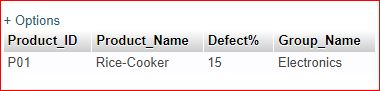 + Options
Product_ID Product_Name Defect% Group_Name
P01 Rice-Cooker 15 Electronics